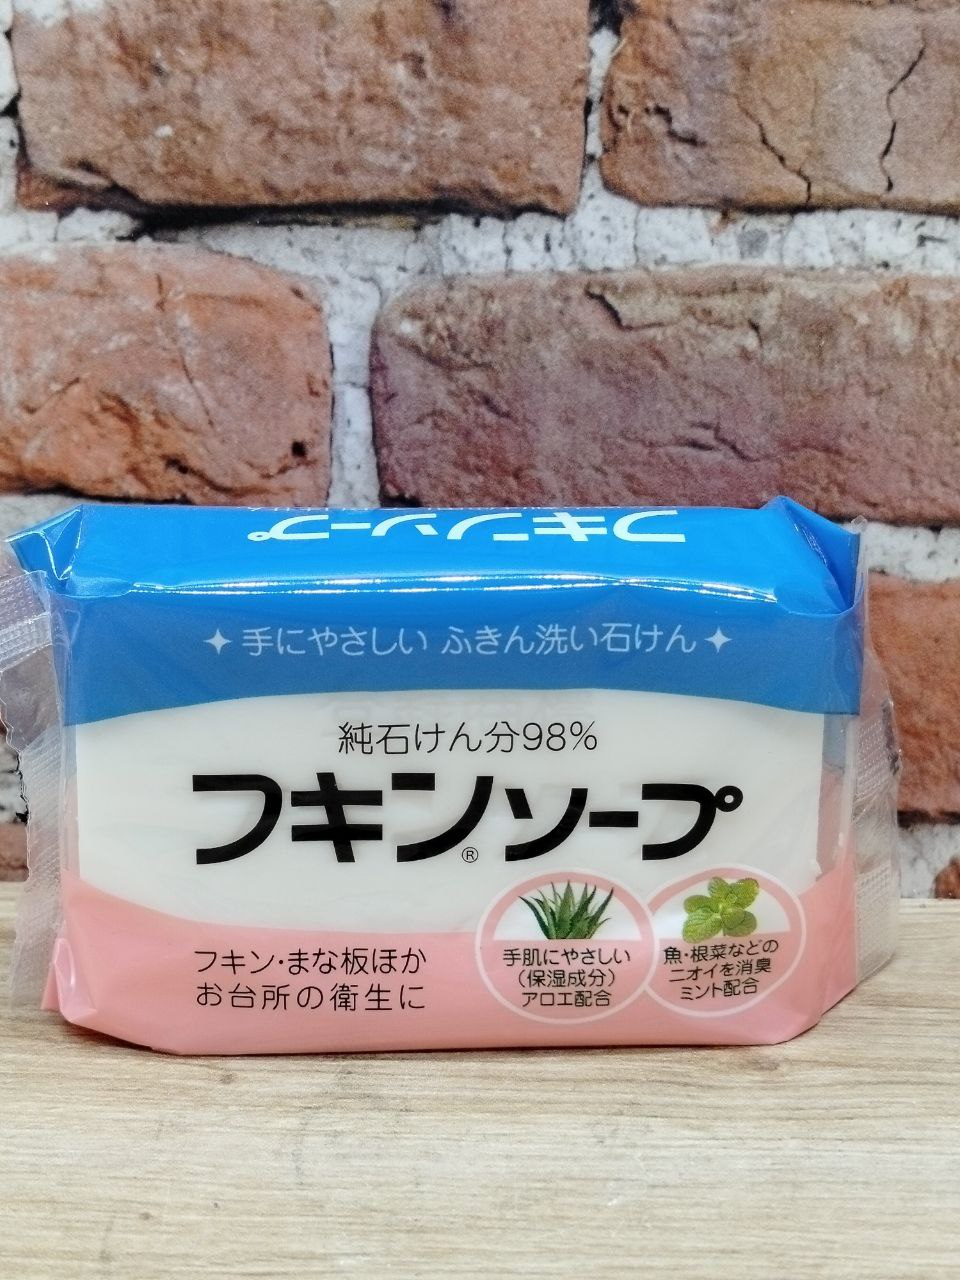 フキンソープ
✦手にやさしい ふきん洗い石けん✦
純石けん分98%
フキン®ソープ
フキン・まな板ほか
お台所の衛生に
手肌にやさしい
（保湿成分）
アロエ配合
魚・根菜などの
ニオイを消臭
ミント配合